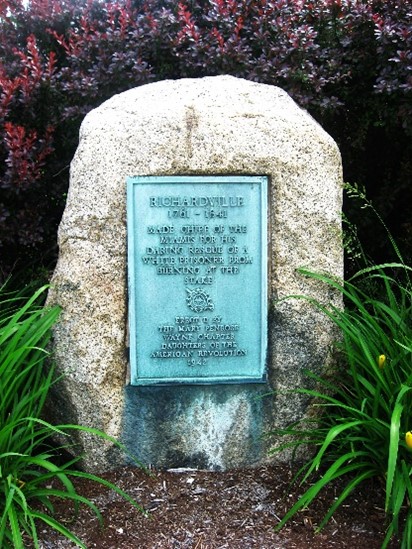 RICHARDVILLE
1761 - 1841
MADE CHIEF OF THE
MIAMIS FOR HIS
DARING RESCUE OF A
WHITE PRISONER FROM
BURNING AT THE
STAKE
ERECTED BY
THE MARY PENROSE
WAYNE CHAPTER
DAUGHTERS OF THE
AMERICAN REVOLUTION